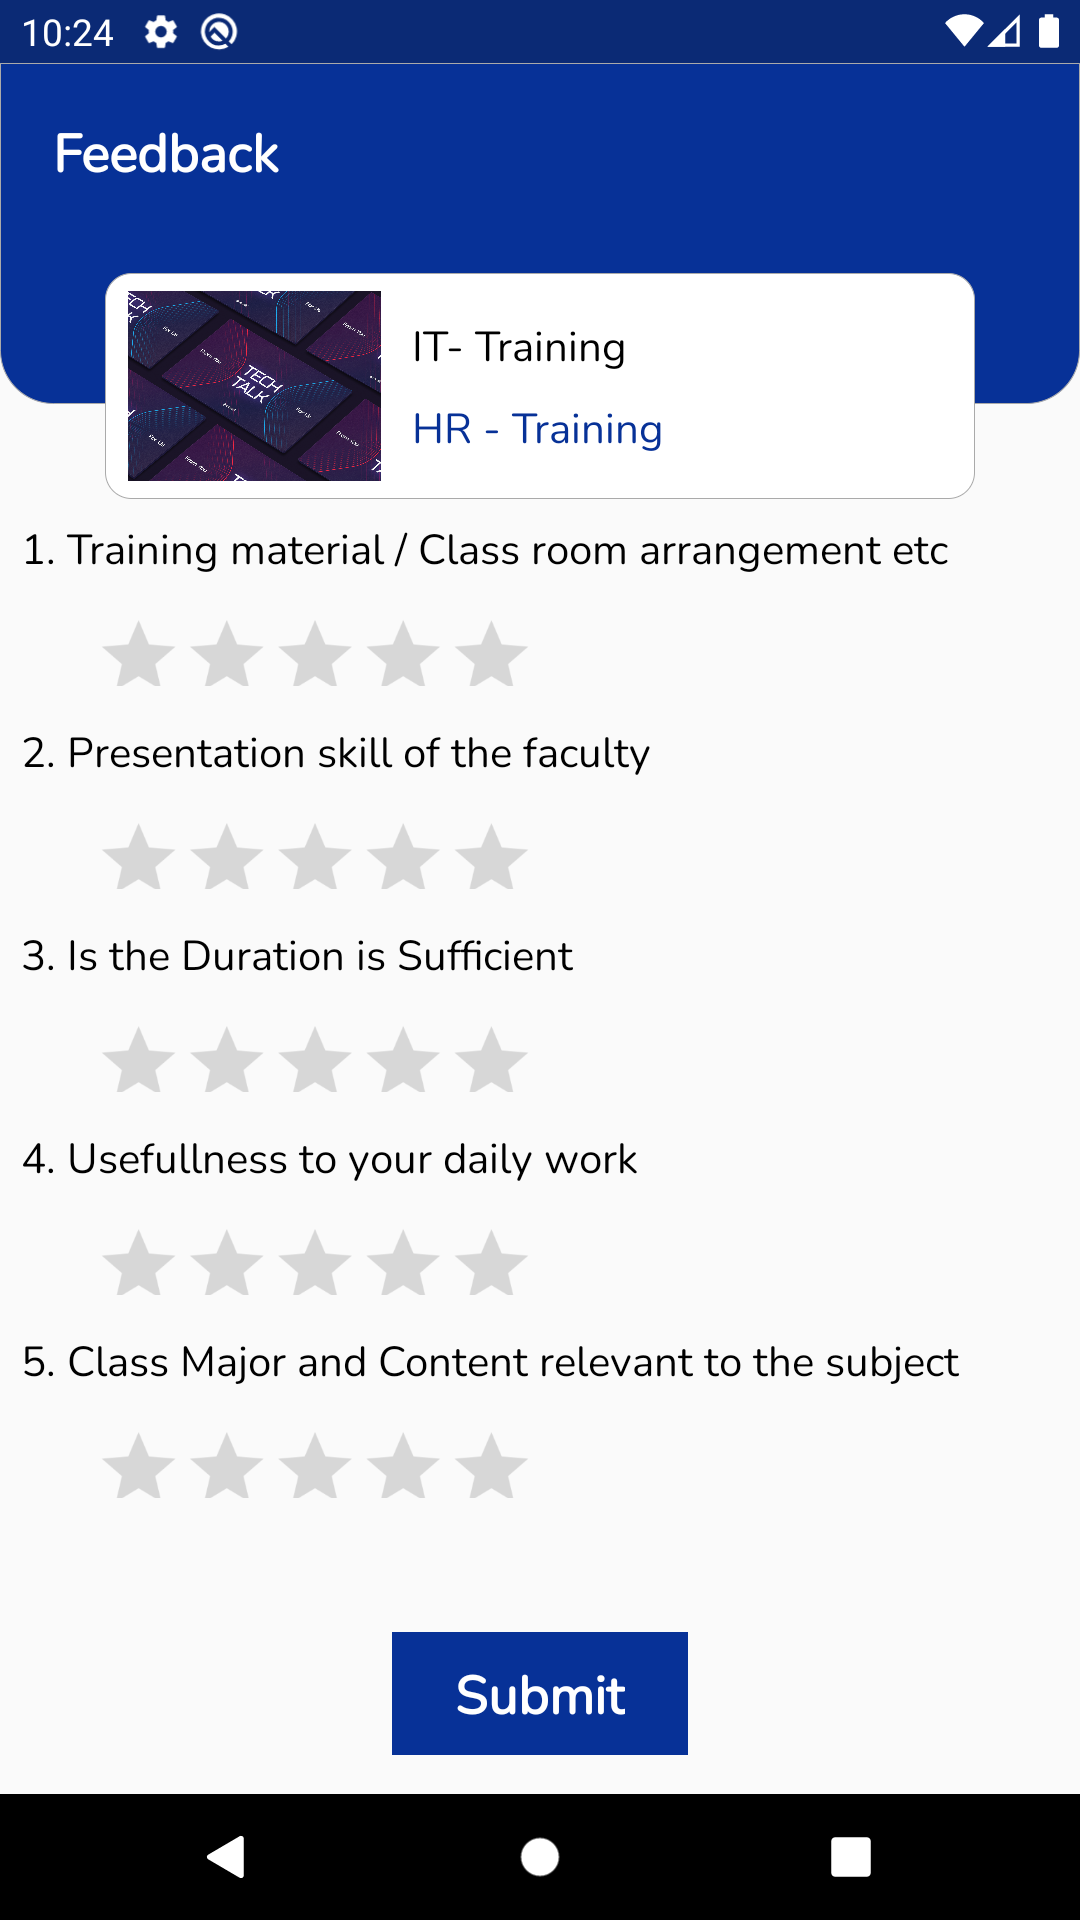 10:24
Feedback
TECH
TALK
IT- Training
HR - Training
1. Training material / Class room arrangement etc
2. Presentation skill of the faculty
3. Is the Duration is Sufficient
4. Usefullness to your daily work
5. Class Major and Content relevant to the subject
Submit